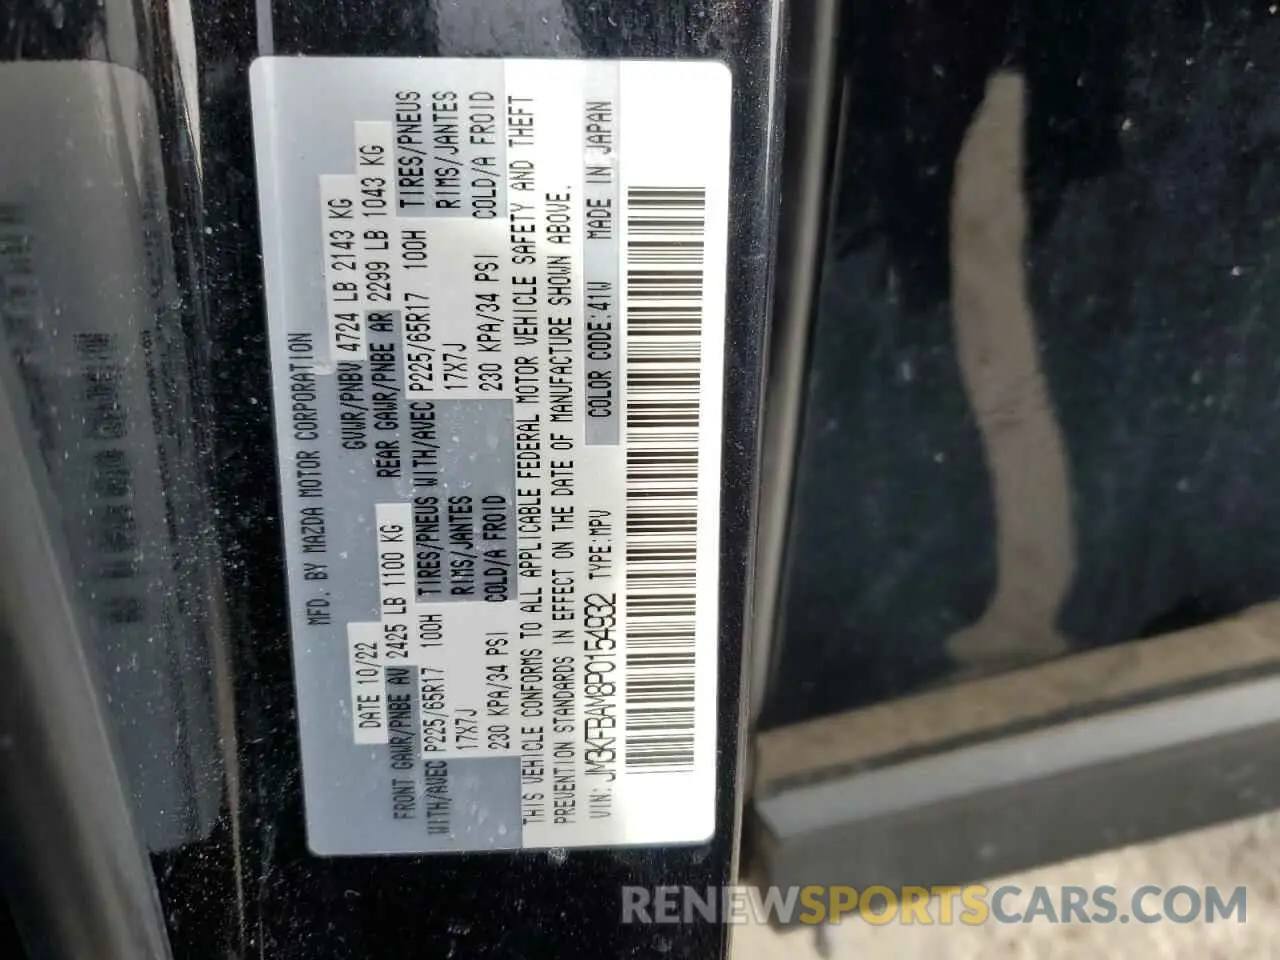 MFD. BY MAZDA MOTOR CORPORATION
DATE 10/22
GVWR/PNBV 4724 LB 2143 KG
FRONT GAWR/PNBE AV 2425 LB 1100 KG
REAR GAWR/PNBE AR 2299 LB 1043 KG
WITH/AVEC P225/65R17 100H TIRES/PNEUS WITH/AVEC P225/65R17 100H TIRES/PNEUS
17X7J RIMS/JANTES 17X7J RIMS/JANTES
230 KPA/34 PSI COLD/A FROID 230 KPA/34 PSI COLD/A FROID
THIS VEHICLE CONFORMS TO ALL APPLICABLE FEDERAL MOTOR VEHICLE SAFETY AND THEFT
PREVENTION STANDARDS IN EFFECT ON THE DATE OF MANUFACTURE SHOWN ABOVE.
VIN: JM3KFBAM8P0154932 TYPE:MPV COLOR CODE:41W MADE IN JAPAN
RENEWSPORTSCARS.COM